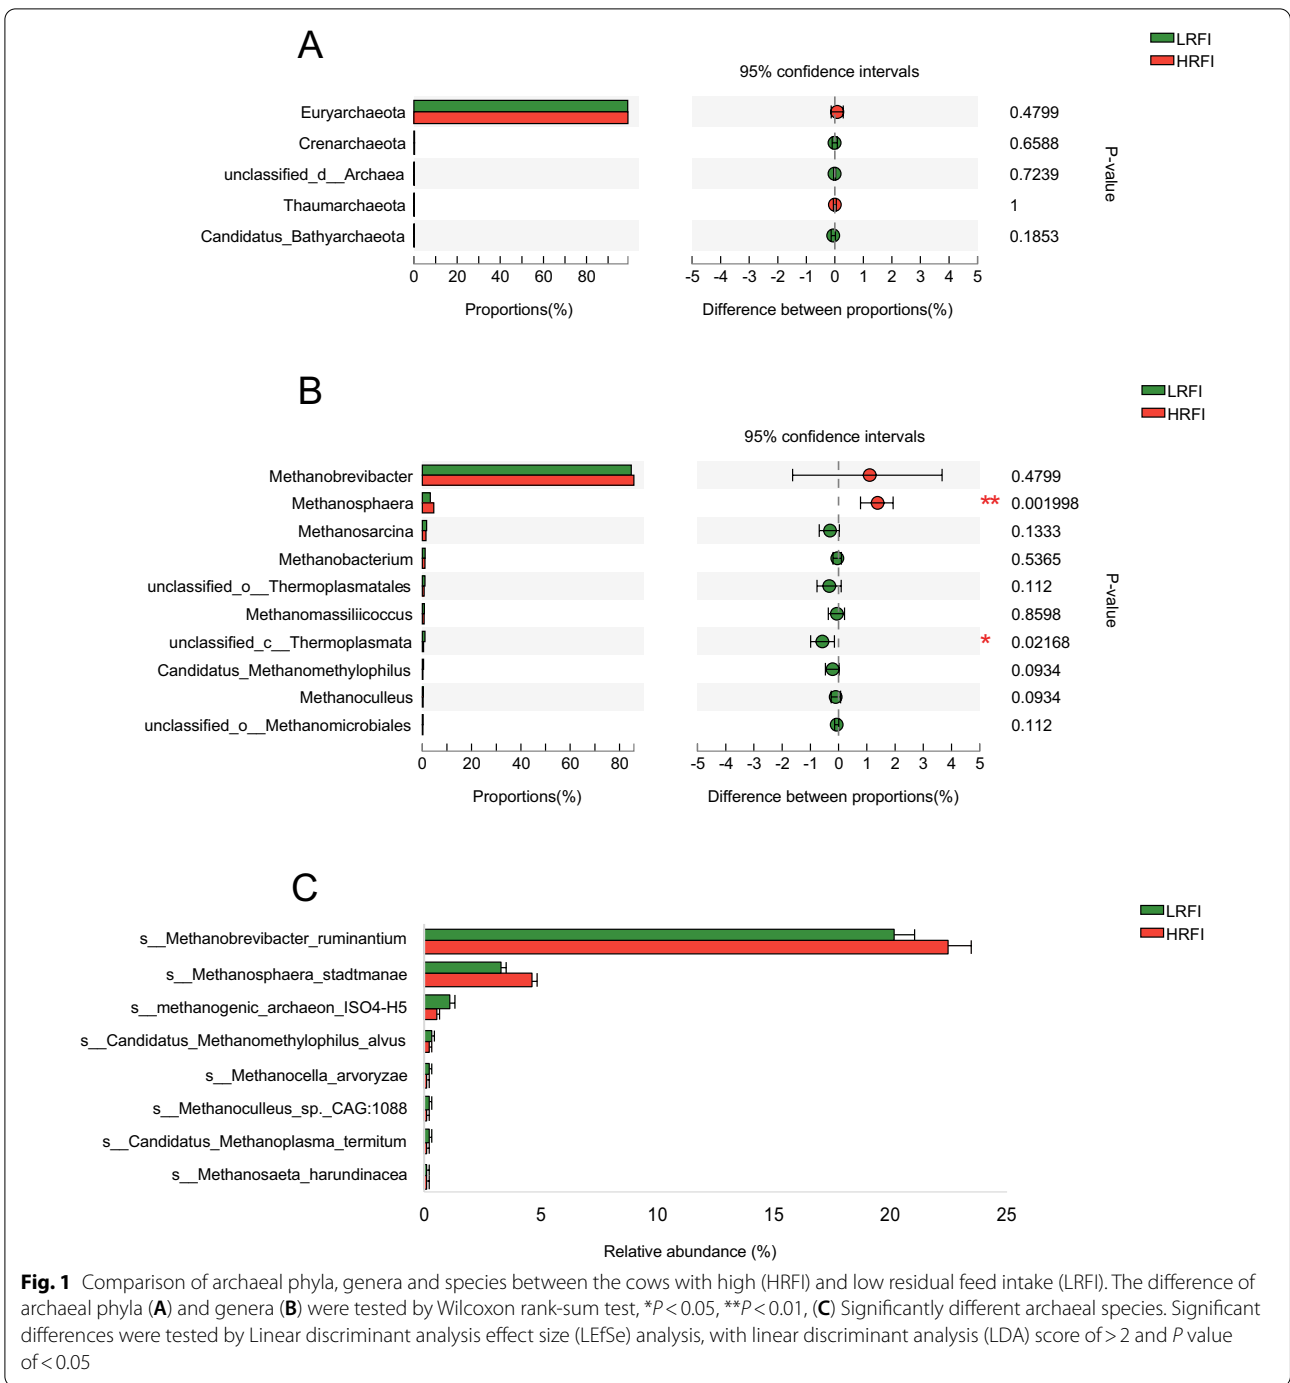 A
LRFI
HRFI
95% confidence intervals
Euryarchaeota 0.4799
Crenarchaeota 0.6588
unclassified_d__Archaea 0.7239
Thaumarchaeota 1
Candidatus_Bathyarchaeota 0.1853
P-value
0 20 40 60 80 -5 -4 -3 -2 -1 0 1 2 3 4 5
Proportions(%) Difference between proportions(%)
B
LRFI
HRFI
95% confidence intervals
Methanobrevibacter 0.4799
Methanosphaera ** 0.001998
Methanosarcina 0.1333
Methanobacterium 0.5365
unclassified_o__Thermoplasmatales 0.112
Methanomassiliicoccus 0.8598
unclassified_c__Thermoplasmata * 0.02168
Candidatus_Methanomethylophilus 0.0934
Methanoculleus 0.0934
unclassified_o__Methanomicrobiales 0.112
P-value
0 20 40 60 80 -5 -4 -3 -2 -1 0 1 2 3 4 5
Proportions(%) Difference between proportions(%)
C
LRFI
HRFI
s__Methanobrevibacter_ruminantium
s__Methanosphaera_stadtmanae
s__methanogenic_archaeon_ISO4-H5
s__Candidatus_Methanomethylophilus_alvus
s__Methanocella_arvoryzae
s__Methanoculleus_sp._CAG:1088
s__Candidatus_Methanoplasma_termitum
s__Methanosaeta_harundinacea
0 5 10 15 20 25
Relative abundance (%)
Fig. 1 Comparison of archaeal phyla, genera and species between the cows with high (HRFI) and low residual feed intake (LRFI). The difference of
archaeal phyla (A) and genera (B) were tested by Wilcoxon rank-sum test, *P < 0.05, **P < 0.01, (C) Significantly different archaeal species. Significant
differences were tested by Linear discriminant analysis effect size (LEfSe) analysis, with linear discriminant analysis (LDA) score of > 2 and P value
of < 0.05